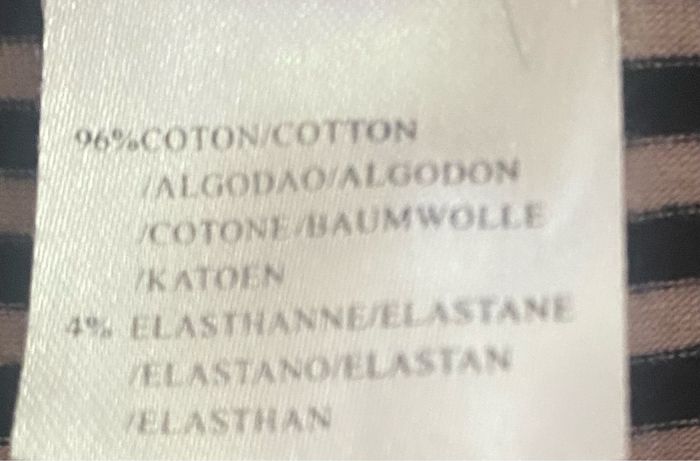 96%COTON/COTTON
/ALGODAO/ALGODON
/COTONE/BAUMWOLLE
/KATOEN
4% ELASTHANNE/ELASTANE
/ELASTANO/ELASTAN
/ELASTHAN